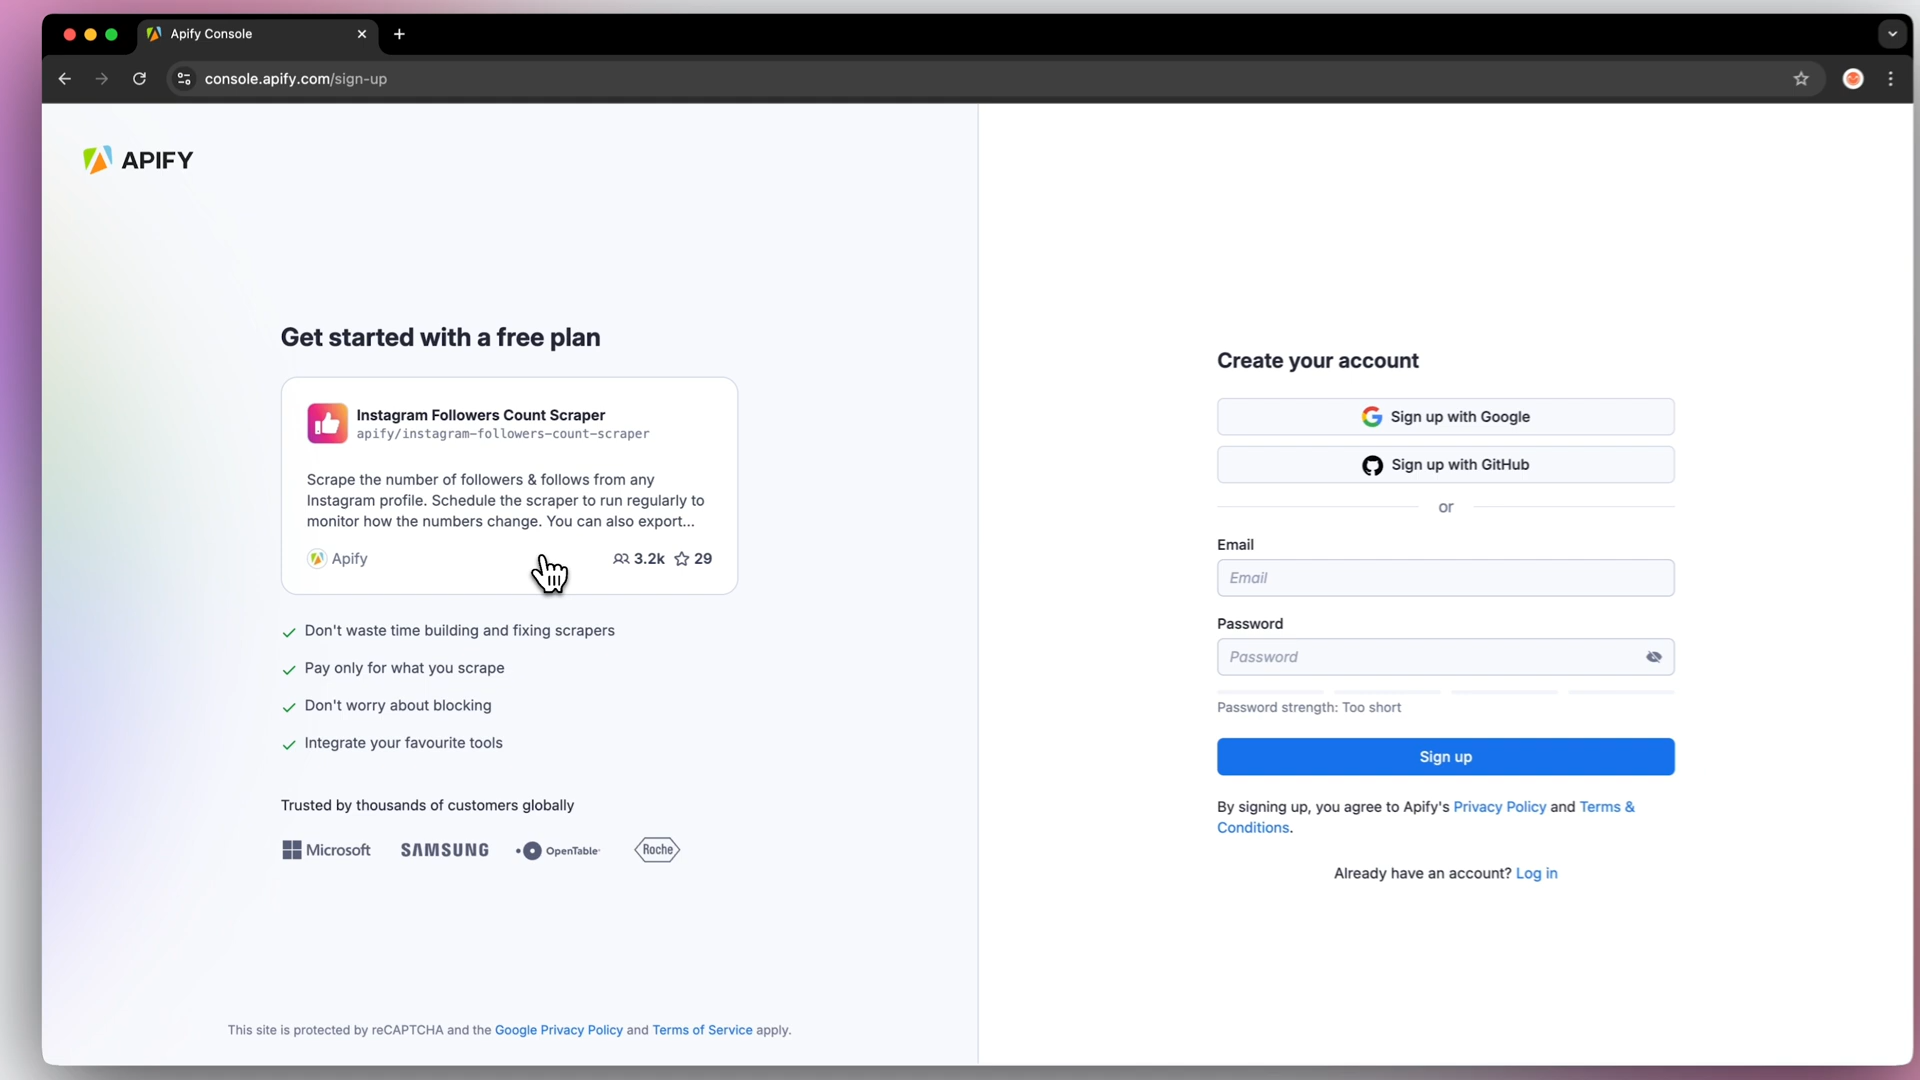 Apify Console
console.apify.com/sign-up
APIFY
Get started with a free plan
Instagram Followers Count Scraper
apify/instagram-followers-count-scraper
Scrape the number of followers & follows from any
Instagram profile. Schedule the scraper to run regularly to
monitor how the numbers change. You can also export...
Apify
3.2k
29
Don't waste time building and fixing scrapers
Pay only for what you scrape
Don't worry about blocking
Integrate your favourite tools
Trusted by thousands of customers globally
Microsoft
SAMSUNG
OpenTable
Roche
This site is protected by reCAPTCHA and the Google Privacy Policy and Terms of Service apply.
Create your account
Sign up with Google
Sign up with GitHub
or
Email
Email
Password
Password
Password strength: Too short
Sign up
By signing up, you agree to Apify's Privacy Policy and Terms &
Conditions.
Already have an account? Log in